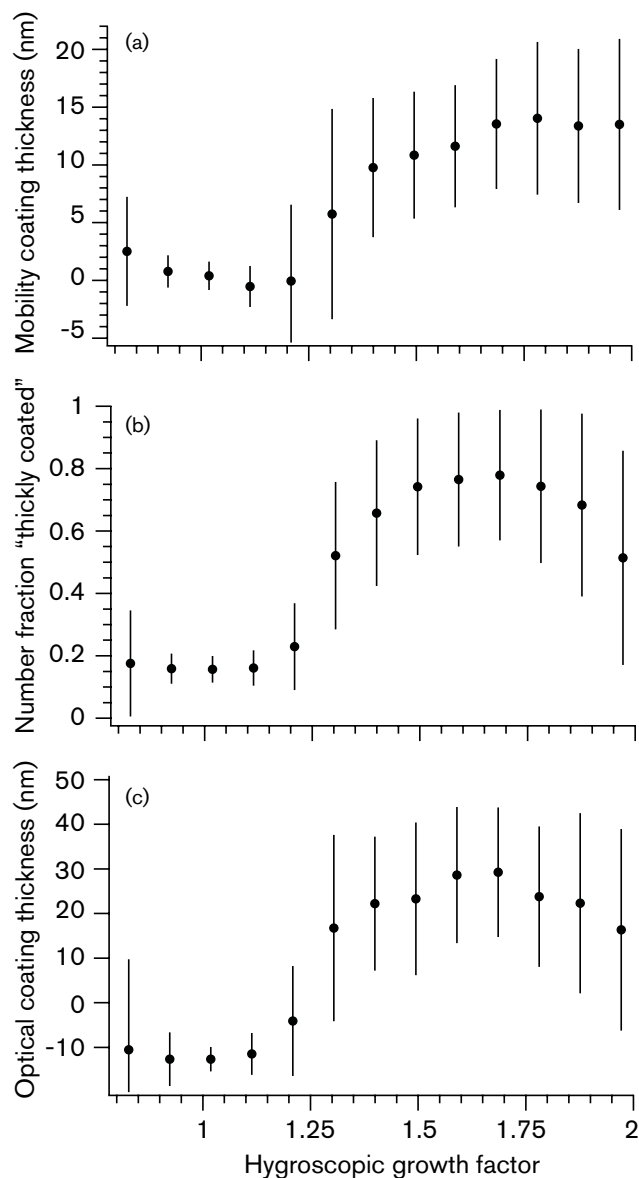 (a)
Mobility coating thickness (nm)
20
15
10
5
0
-5
(b)
Number fraction “thickly coated”
1
0.8
0.6
0.4
0.2
0
(c)
Optical coating thickness (nm)
50
40
30
20
10
0
-10
1 1.25 1.5 1.75 2
Hygroscopic growth factor